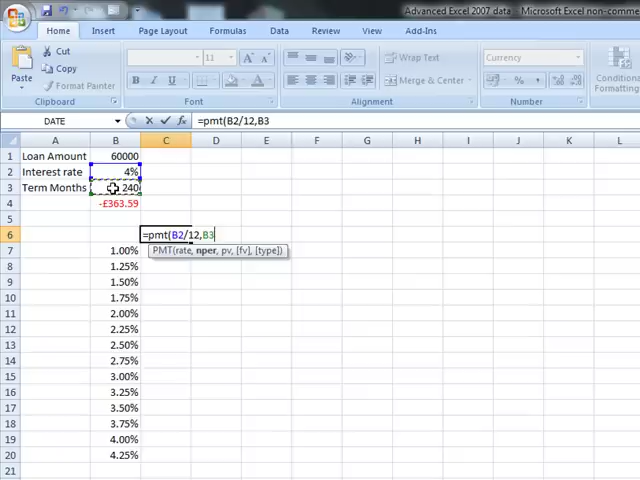 Advanced Excel 2007 data - Microsoft Excel non-comme
Home Insert Page Layout Formulas Data Review View Add-Ins
Paste Cut Copy Format Painter
11 A A
B I U A
Wrap Text
Merge & Center
Currency
% ,
Conditiona
Formatting
Clipboard Font Alignment Number
DATE =pmt(B2/12,B3
A B C D E F G H I J K L
1 Loan Amount 60000
2 Interest rate 4%
3 Term Months 240
4 -£363.59
5
6 =pmt(B2/12,B3
PMT(rate, nper, pv, [fv], [type])
7 1.00%
8 1.25%
9 1.50%
10 1.75%
11 2.00%
12 2.25%
13 2.50%
14 2.75%
15 3.00%
16 3.25%
17 3.50%
18 3.75%
19 4.00%
20 4.25%
21